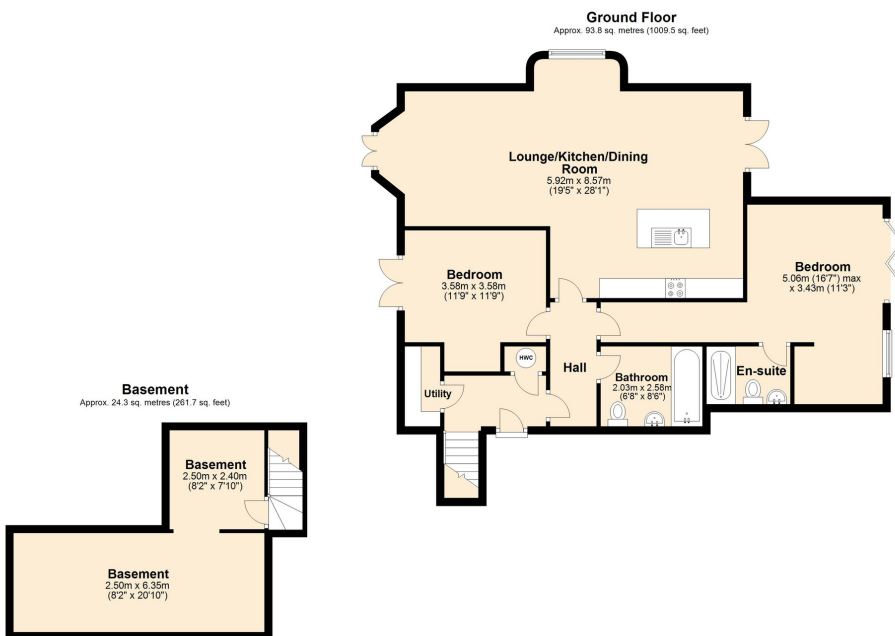 Ground Floor
Approx. 93.8 sq. metres (1009.5 sq. feet)
Lounge/Kitchen/Dining
Room
5.92m x 8.57m
(19'5" x 28'1")
Bedroom
3.58m x 3.58m
(11'9" x 11'9")
Bedroom
5.06m (16'7") max
x 3.43m (11'3")
HWC
Hall
Utility
Bathroom
2.03m x 2.58m
(6'8" x 8'6")
En-suite
Basement
Approx. 24.3 sq. metres (261.7 sq. feet)
Basement
2.50m x 2.40m
(8'2" x 7'10")
Basement
2.50m x 6.35m
(8'2" x 20'10")